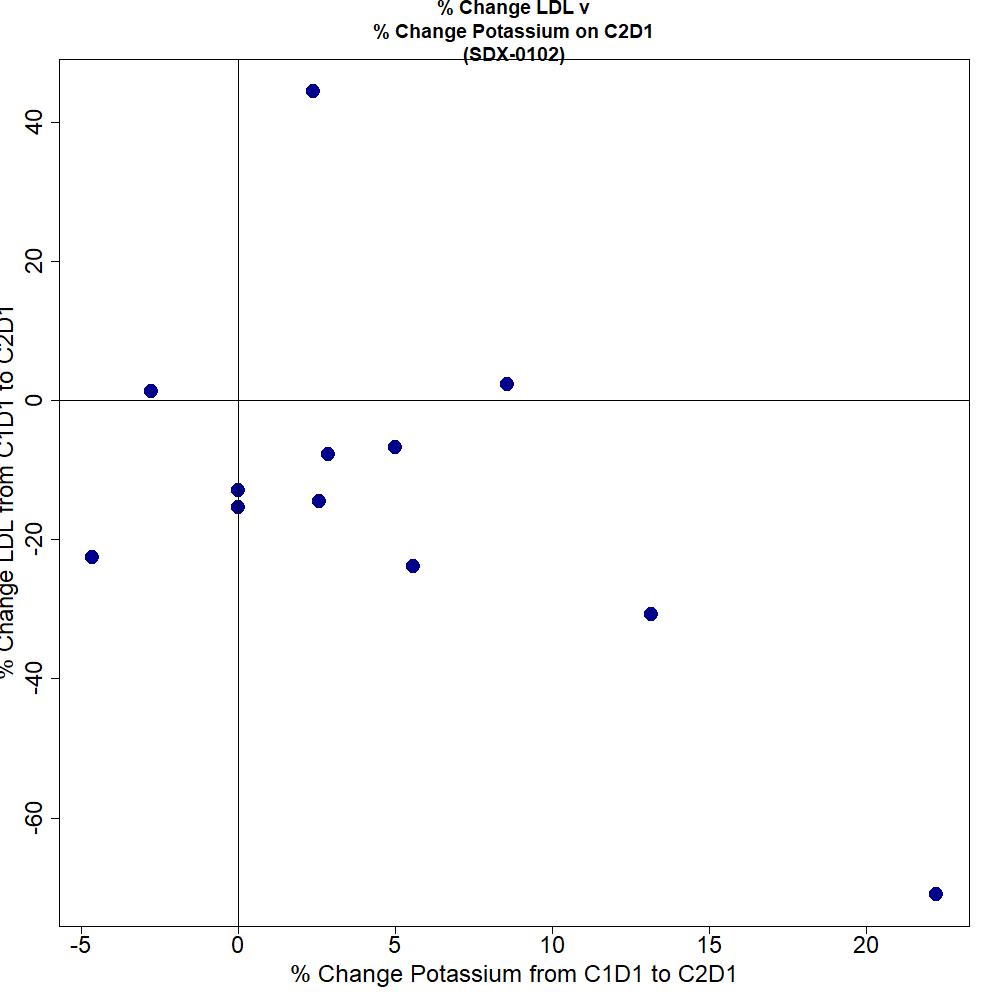 % Change LDL v
% Change Potassium on C2D1
(SDX-0102)
40
20
0
-20
-40
-60
% Change LDL from C1D1 to C2D1
-5
0
5
10
15
20
% Change Potassium from C1D1 to C2D1